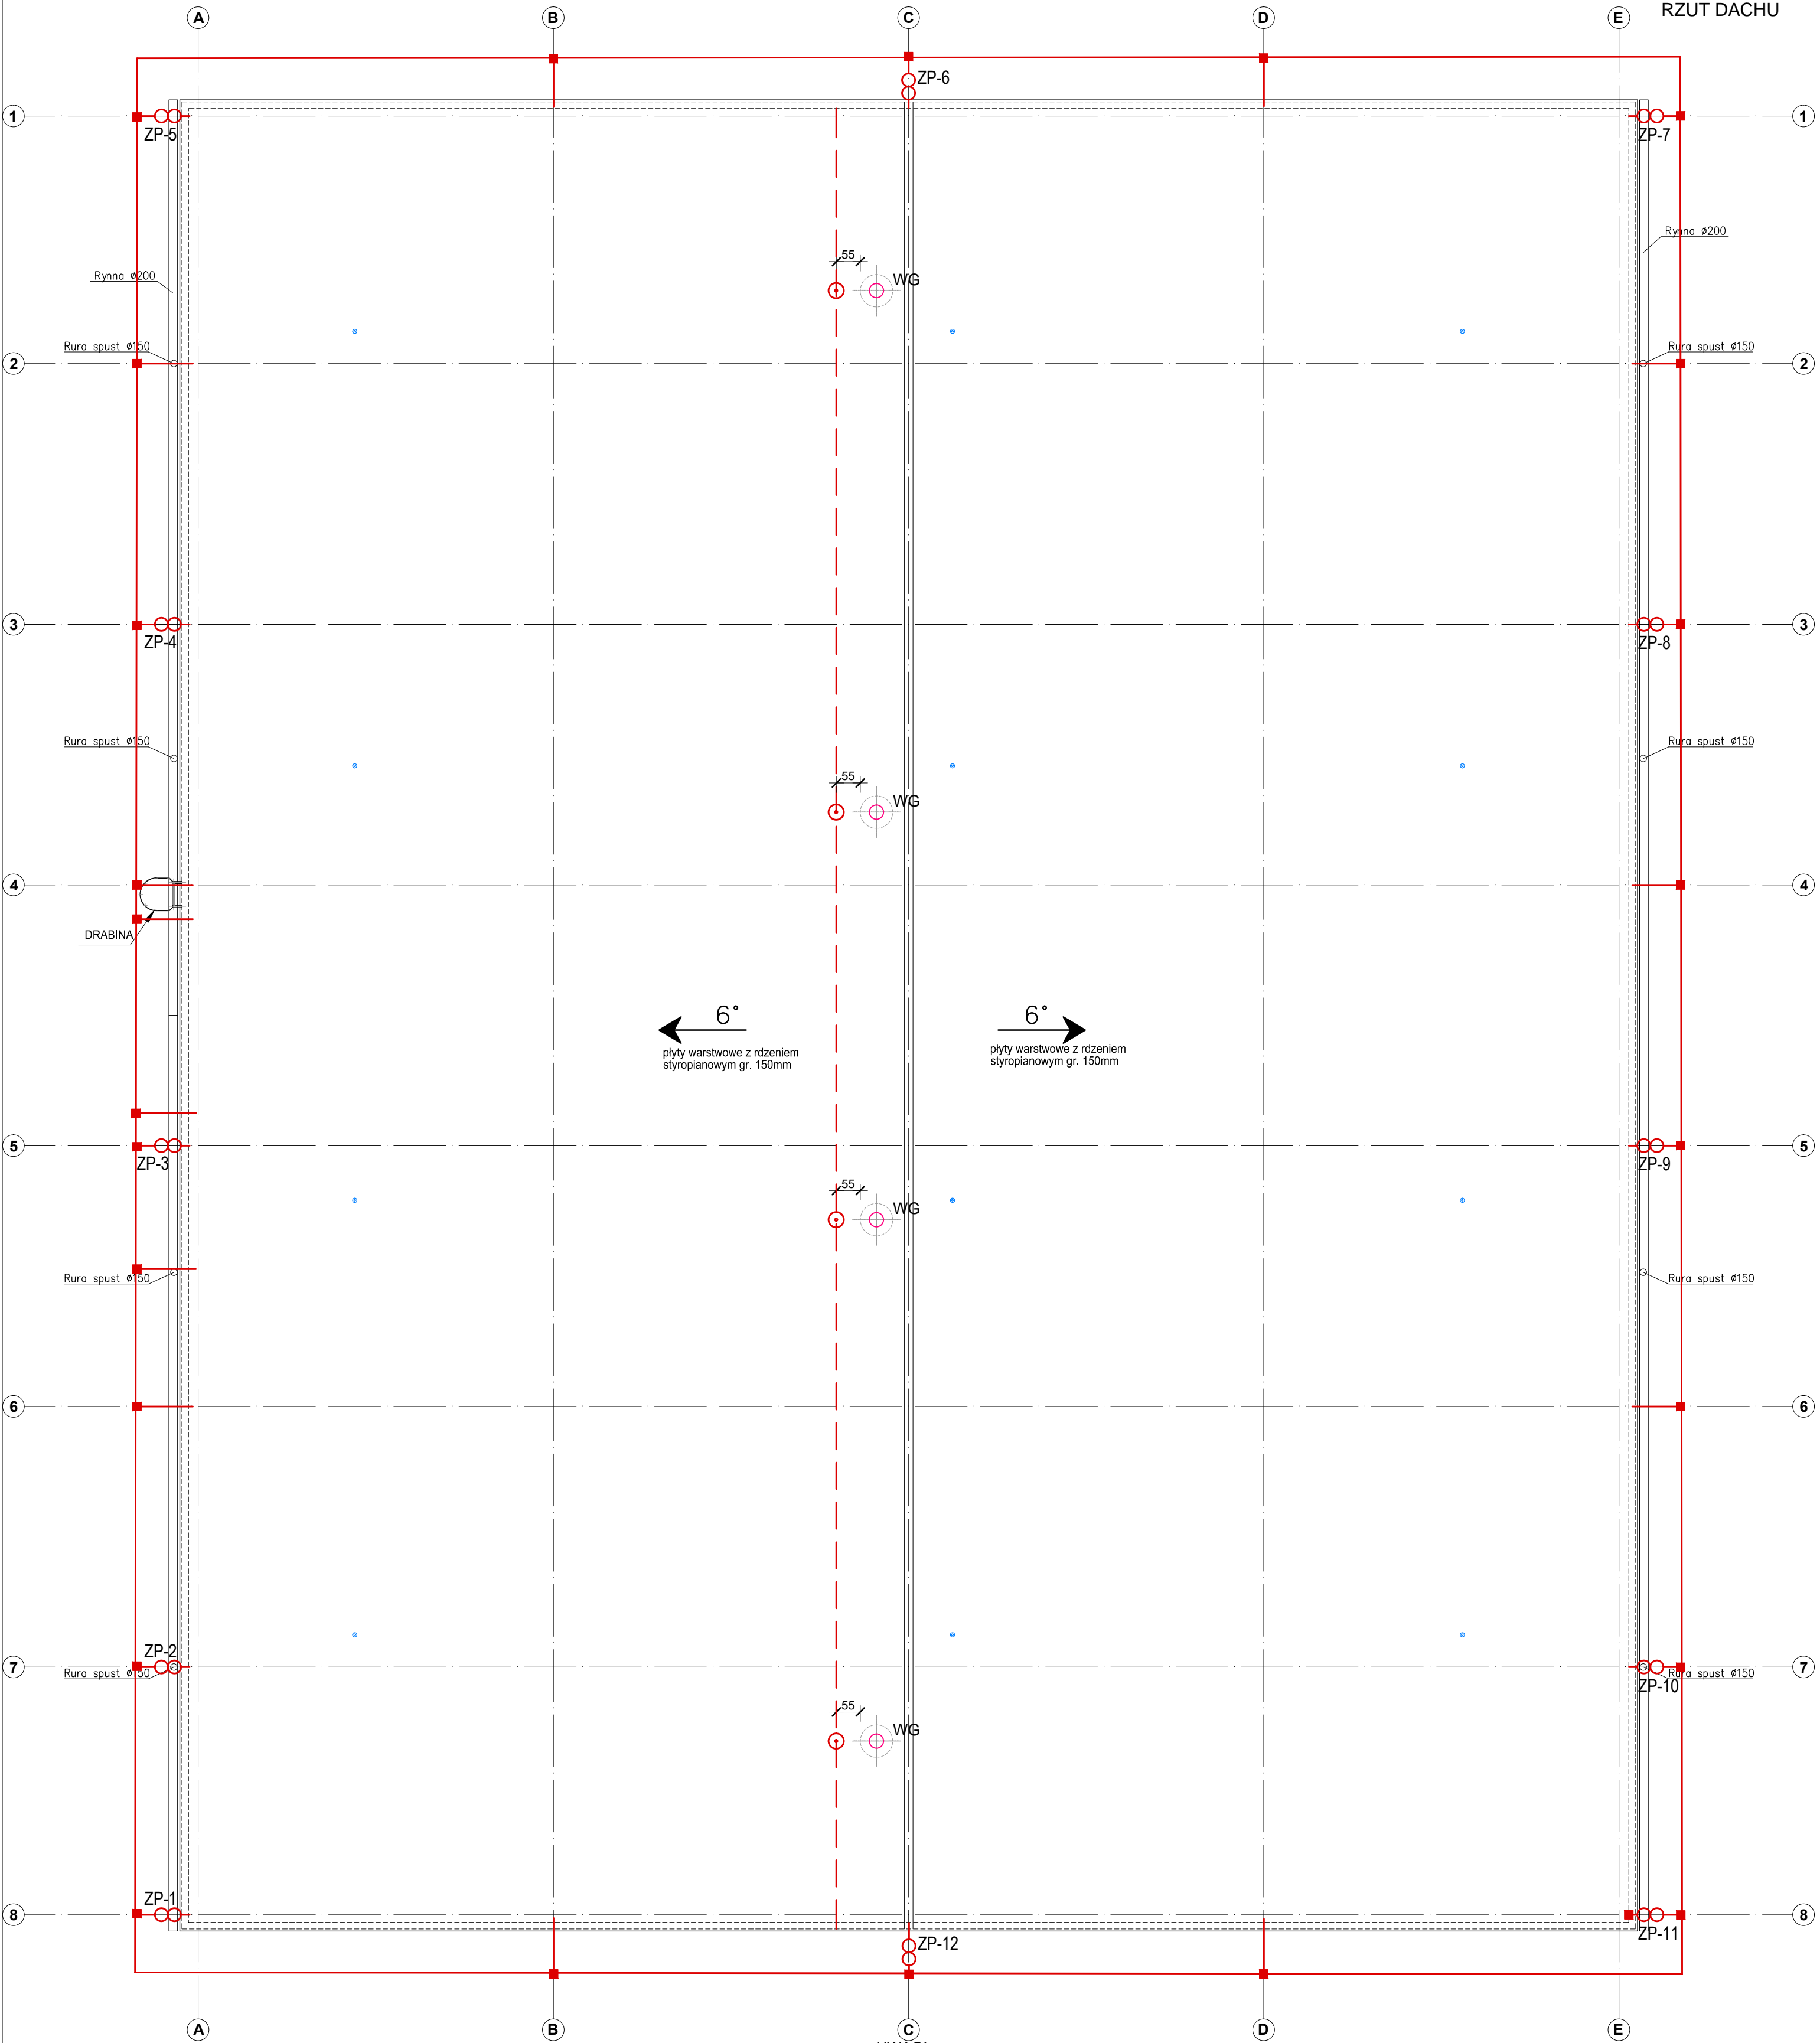 RZUT DACHU
A B C D E
ZP-6
1 1
ZP-5 ZP-7
Rynna ø200
55
WG
Rynna ø200
Rura spust ø150 Rura spust ø150
2 2
3 3
ZP-4 ZP-8
Rura spust ø150 Rura spust ø150
55
WG
4 4
DRABINA
6° 6°
płyty warstwowe z rdzeniem
styropianowym gr. 150mm
płyty warstwowe z rdzeniem
styropianowym gr. 150mm
5 5
ZP-3 ZP-9
55
WG
Rura spust ø150 Rura spust ø150
6 6
ZP-2
7 7
Rura spust ø150 Rura spust ø150
ZP-10
55
WG
ZP-1
8 8
ZP-11
ZP-12
A B C D E